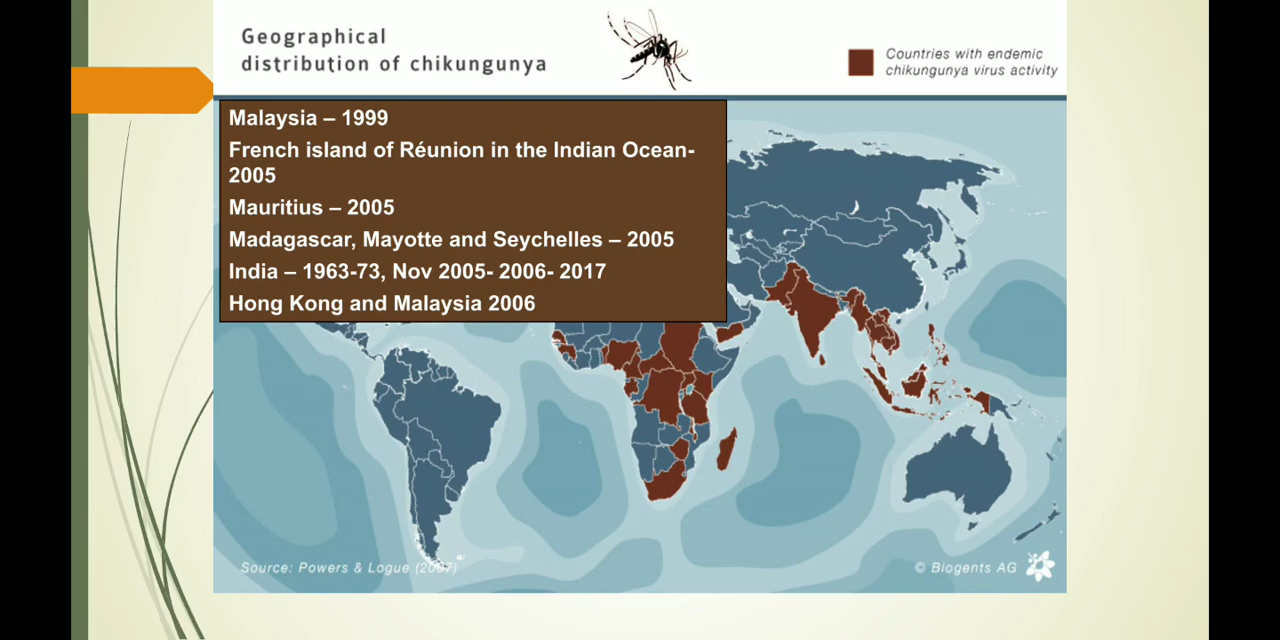 Geographical
distribution of chikungunya
Countries with endemic
chikungunya virus activity
Malaysia – 1999
French island of Réunion in the Indian Ocean-
2005
Mauritius – 2005
Madagascar, Mayotte and Seychelles – 2005
India – 1963-73, Nov 2005- 2006- 2017
Hong Kong and Malaysia 2006
Source: Powers & Logue (2007)
© Biogents AG